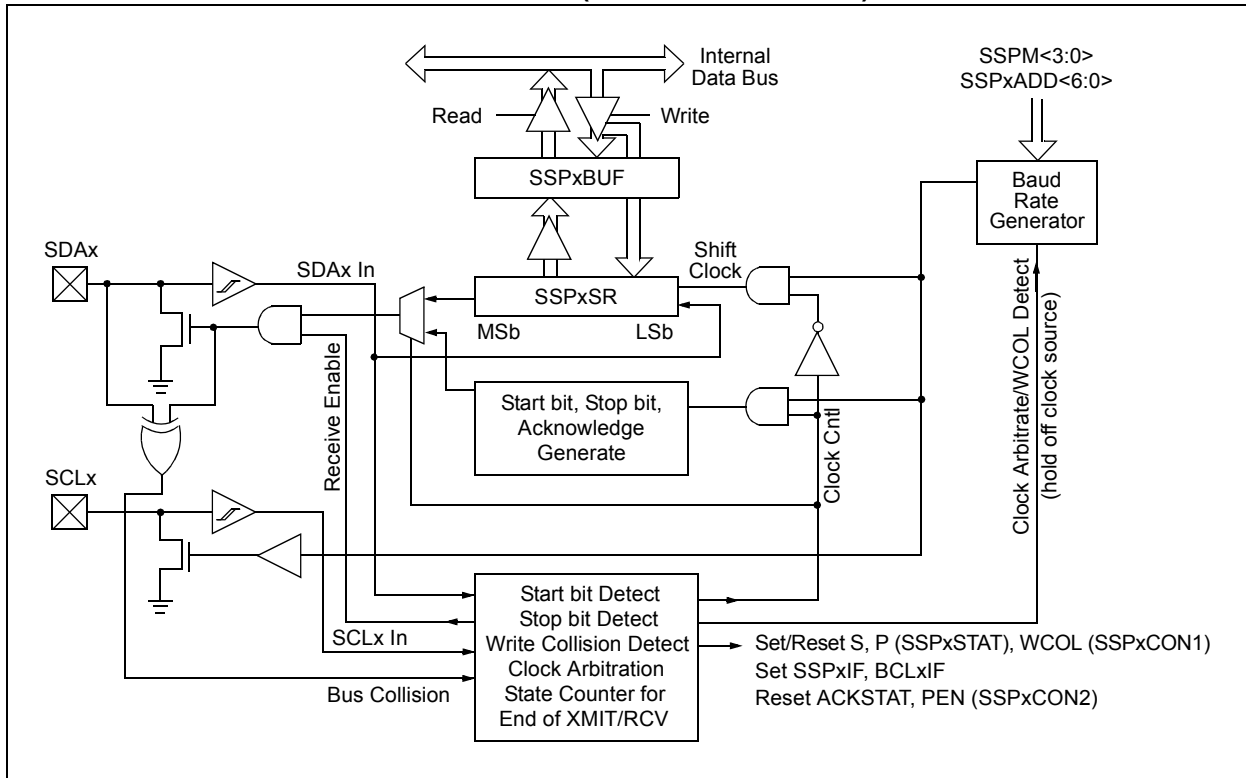 Internal
Data Bus
SSPM<3:0>
SSPxADD<6:0>
Read
Write
SSPxBUF
Baud
Rate
Generator
SDAx
SDAx In
Shift
Clock
SSPxSR
MSb
LSb
Receive Enable
Start bit, Stop bit,
Acknowledge
Generate
Clock Cntl
Clock Arbitrate/WCOL Detect
(hold off clock source)
SCLx
SCLx In
Bus Collision
Start bit Detect
Stop bit Detect
Write Collision Detect
Clock Arbitration
State Counter for
End of XMIT/RCV
Set/Reset S, P (SSPxSTAT), WCOL (SSPxCON1)
Set SSPxIF, BCLxIF
Reset ACKSTAT, PEN (SSPxCON2)